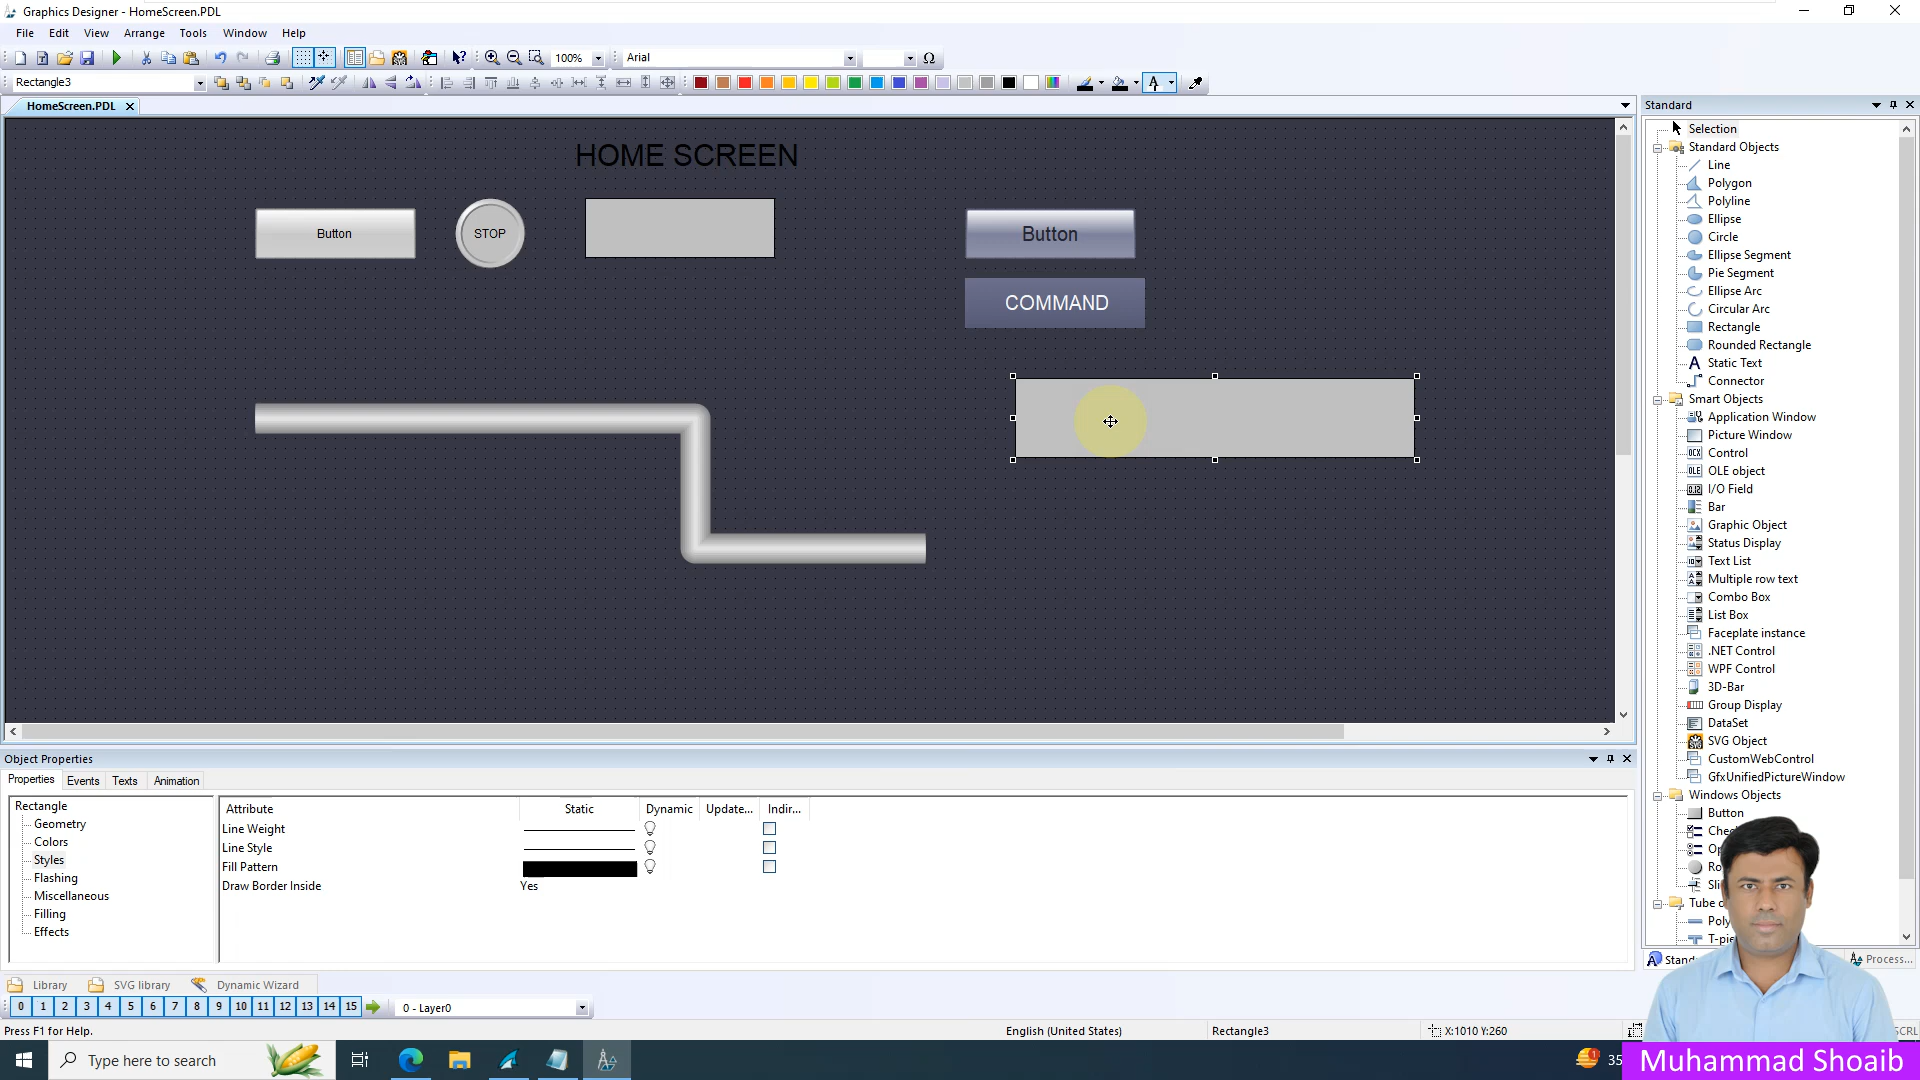 Graphics Designer - HomeScreen.PDL
File Edit View Arrange Tools Window Help
100% Arial
Rectangle3
HomeScreen.PDL
HOME SCREEN
Button
STOP
Button
COMMAND
Standard
Selection
Standard Objects
Line
Polygon
Polyline
Ellipse
Circle
Ellipse Segment
Pie Segment
Ellipse Arc
Circular Arc
Rectangle
Rounded Rectangle
Static Text
Connector
Smart Objects
Application Window
Picture Window
Control
OLE object
I/O Field
Bar
Graphic Object
Status Display
Text List
Multiple row text
Combo Box
List Box
Faceplate instance
.NET Control
WPF Control
3D-Bar
Group Display
DataSet
SVG Object
CustomWebControl
GfxUnifiedPictureWindow
Windows Objects
Button
Process...
Object Properties
Properties Events Texts Animation
Rectangle
Geometry
Colors
Styles
Flashing
Miscellaneous
Filling
Effects
Attribute Static Dynamic Update... Indir...
Line Weight
Line Style
Fill Pattern
Draw Border Inside Yes
Library SVG library Dynamic Wizard
0 1 2 3 4 5 6 7 8 9 10 11 12 13 14 15 0 - Layer0
Press F1 for Help. English (United States) Rectangle3 X:1010 Y:260
Type here to search
Muhammad Shoaib